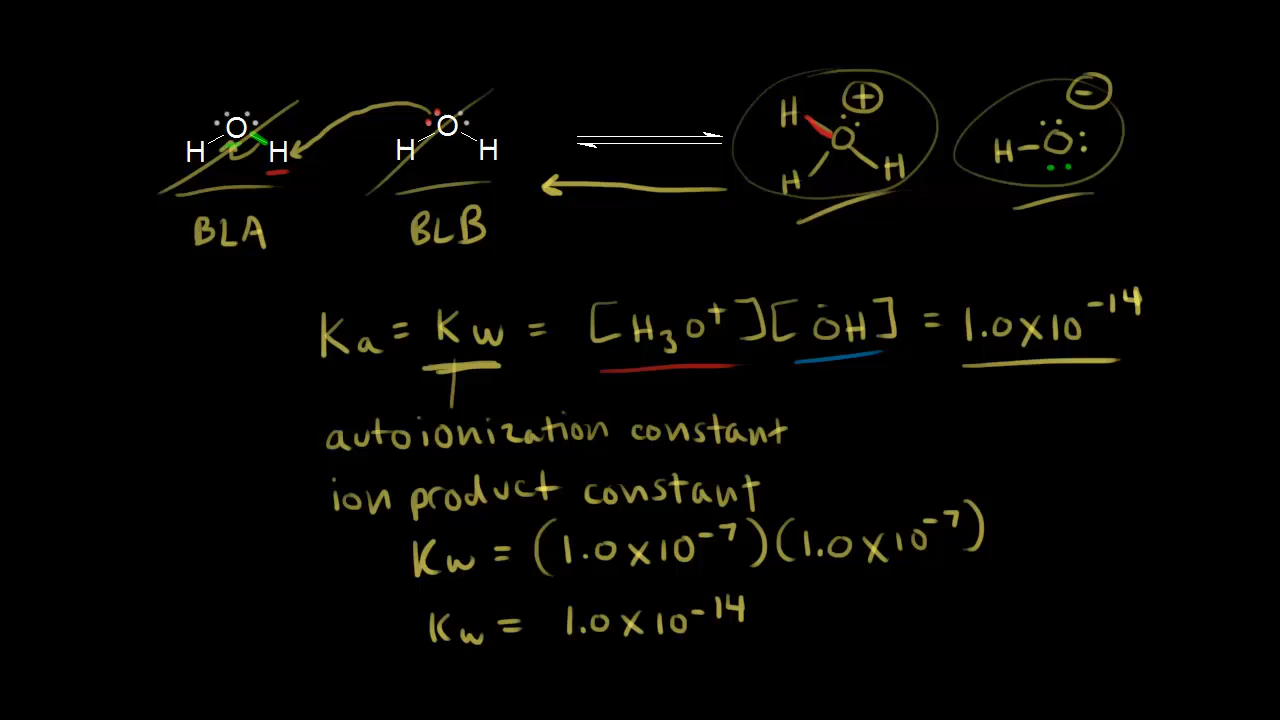 H O H H O H ⇌ H O H H + H-O -
BLA BLB
Ka = Kw = [H₃O⁺][⁻OH] = 1.0x10⁻¹⁴
autoionization constant
ion product constant
Kw = (1.0x10⁻⁷)(1.0x10⁻⁷)
Kw = 1.0x10⁻¹⁴